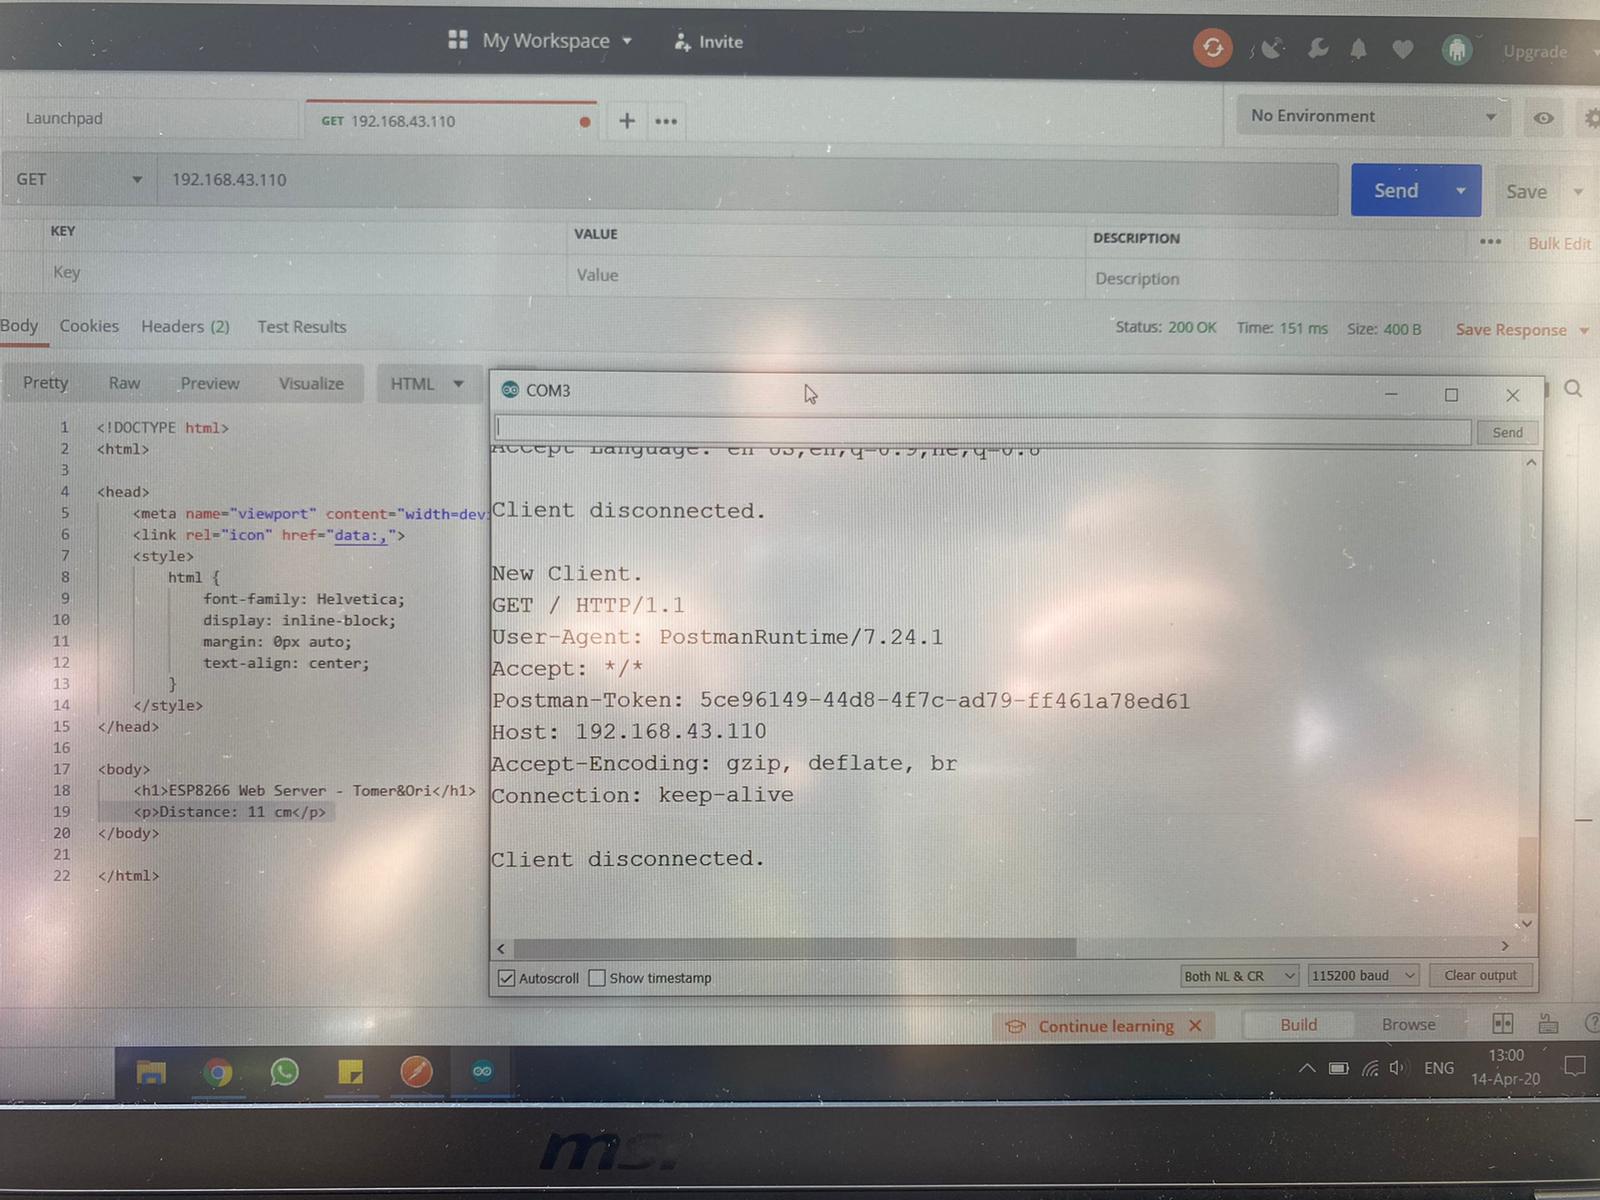 My Workspace Invite Upgrade
Launchpad GET 192.168.43.110 No Environment
GET 192.168.43.110 Send Save
KEY VALUE DESCRIPTION Bulk Edit
Key Value Description
Body Cookies Headers (2) Test Results Status: 200 OK Time: 151 ms Size: 400 B Save Response
Pretty Raw Preview Visualize HTML
1 <!DOCTYPE html>
2 <html>
3
4 <head>
5 <meta name="viewport" content="width=dev
6 <link rel="icon" href="data:,">
7 <style>
8 html {
9 font-family: Helvetica;
10 display: inline-block;
11 margin: 0px auto;
12 text-align: center;
13 }
14 </style>
15 </head>
16
17 <body>
18 <h1>ESP8266 Web Server - Tomer&Ori</h1>
19 <p>Distance: 11 cm</p>
20 </body>
21
22 </html>
COM3
Send
Client disconnected.
New Client.
GET / HTTP/1.1
User-Agent: PostmanRuntime/7.24.1
Accept: */*
Postman-Token: 5ce96149-44d8-4f7c-ad79-ff461a78ed61
Host: 192.168.43.110
Accept-Encoding: gzip, deflate, br
Connection: keep-alive
Client disconnected.
Autoscroll Show timestamp Both NL & CR 115200 baud Clear output
Continue learning Build Browse
ENG 13:00
14-Apr-20
msi